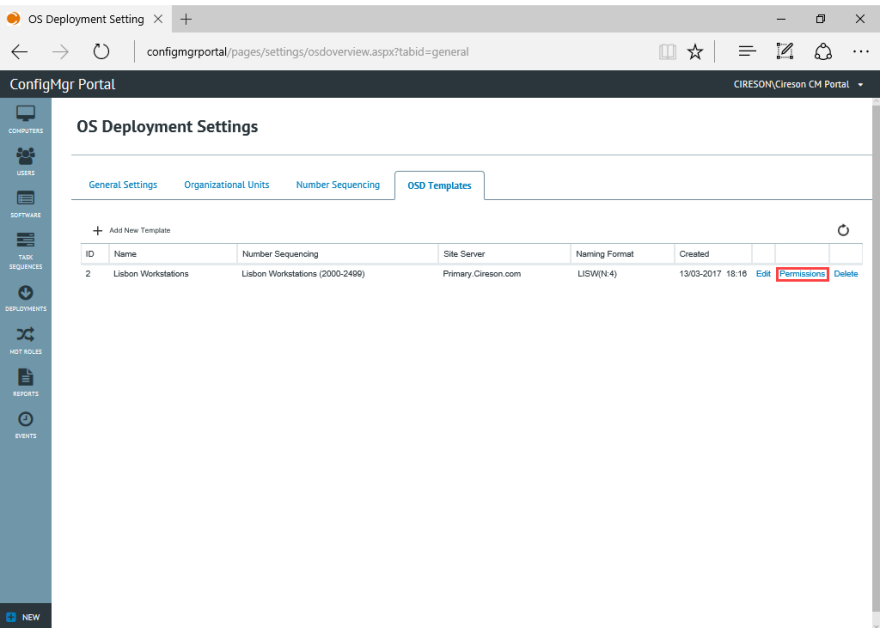 OS Deployment Setting
configmgrportal/pages/settings/osdoverview.aspx?tabid=general
ConfigMgr Portal CIRESON\Cireson CM Portal
COMPUTERS
USERS
SOFTWARE
TASK
SEQUENCES
DEPLOYMENTS
MGT ROLES
REPORTS
EVENTS
NEW
OS Deployment Settings
General Settings Organizational Units Number Sequencing OSD Templates
Add New Template
ID Name Number Sequencing Site Server Naming Format Created
2 Lisbon Workstations Lisbon Workstations (2000-2499) Primary.Cireson.com LISW(N:4) 13/03-2017 18:16 Edit Permissions Delete